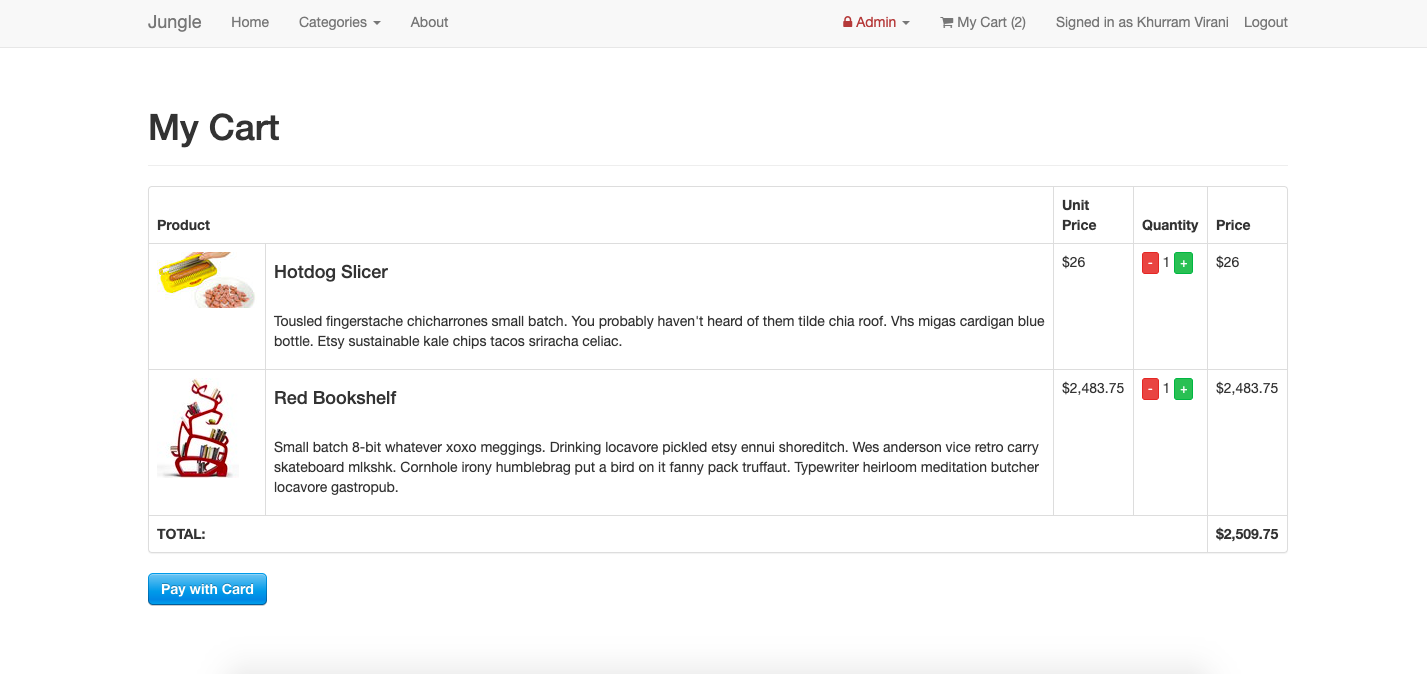 Jungle Home Categories About Admin My Cart (2) Signed in as Khurram Virani Logout
My Cart
Product Unit Price Quantity Price
Hotdog Slicer $26 - 1 + $26
Tousled fingerstache chicharrones small batch. You probably haven't heard of them tilde chia roof. Vhs migas cardigan blue
bottle. Etsy sustainable kale chips tacos sriracha celiac.
Red Bookshelf $2,483.75 - 1 + $2,483.75
Small batch 8-bit whatever xoxo meggings. Drinking locavore pickled etsy ennui shoreditch. Wes anderson vice retro carry
skateboard mlkshk. Cornhole irony humblebrag put a bird on it fanny pack truffaut. Typewriter heirloom meditation butcher
locavore gastropub.
TOTAL: $2,509.75
Pay with Card